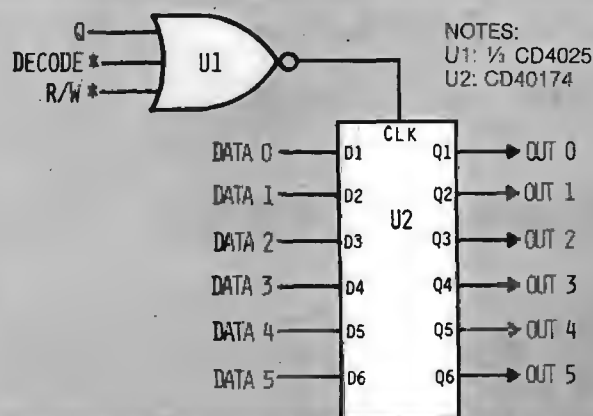 Q
DECODE *
R/W *
U1
NOTES:
U1: ⅓ CD4025
U2: CD40174
CLK
DATA 0 D1 Q1 OUT 0
DATA 1 D2 Q2 OUT 1
U2
DATA 2 D3 Q3 OUT 2
DATA 3 D4 Q4 OUT 3
DATA 4 D5 Q5 OUT 4
DATA 5 D6 Q6 OUT 5